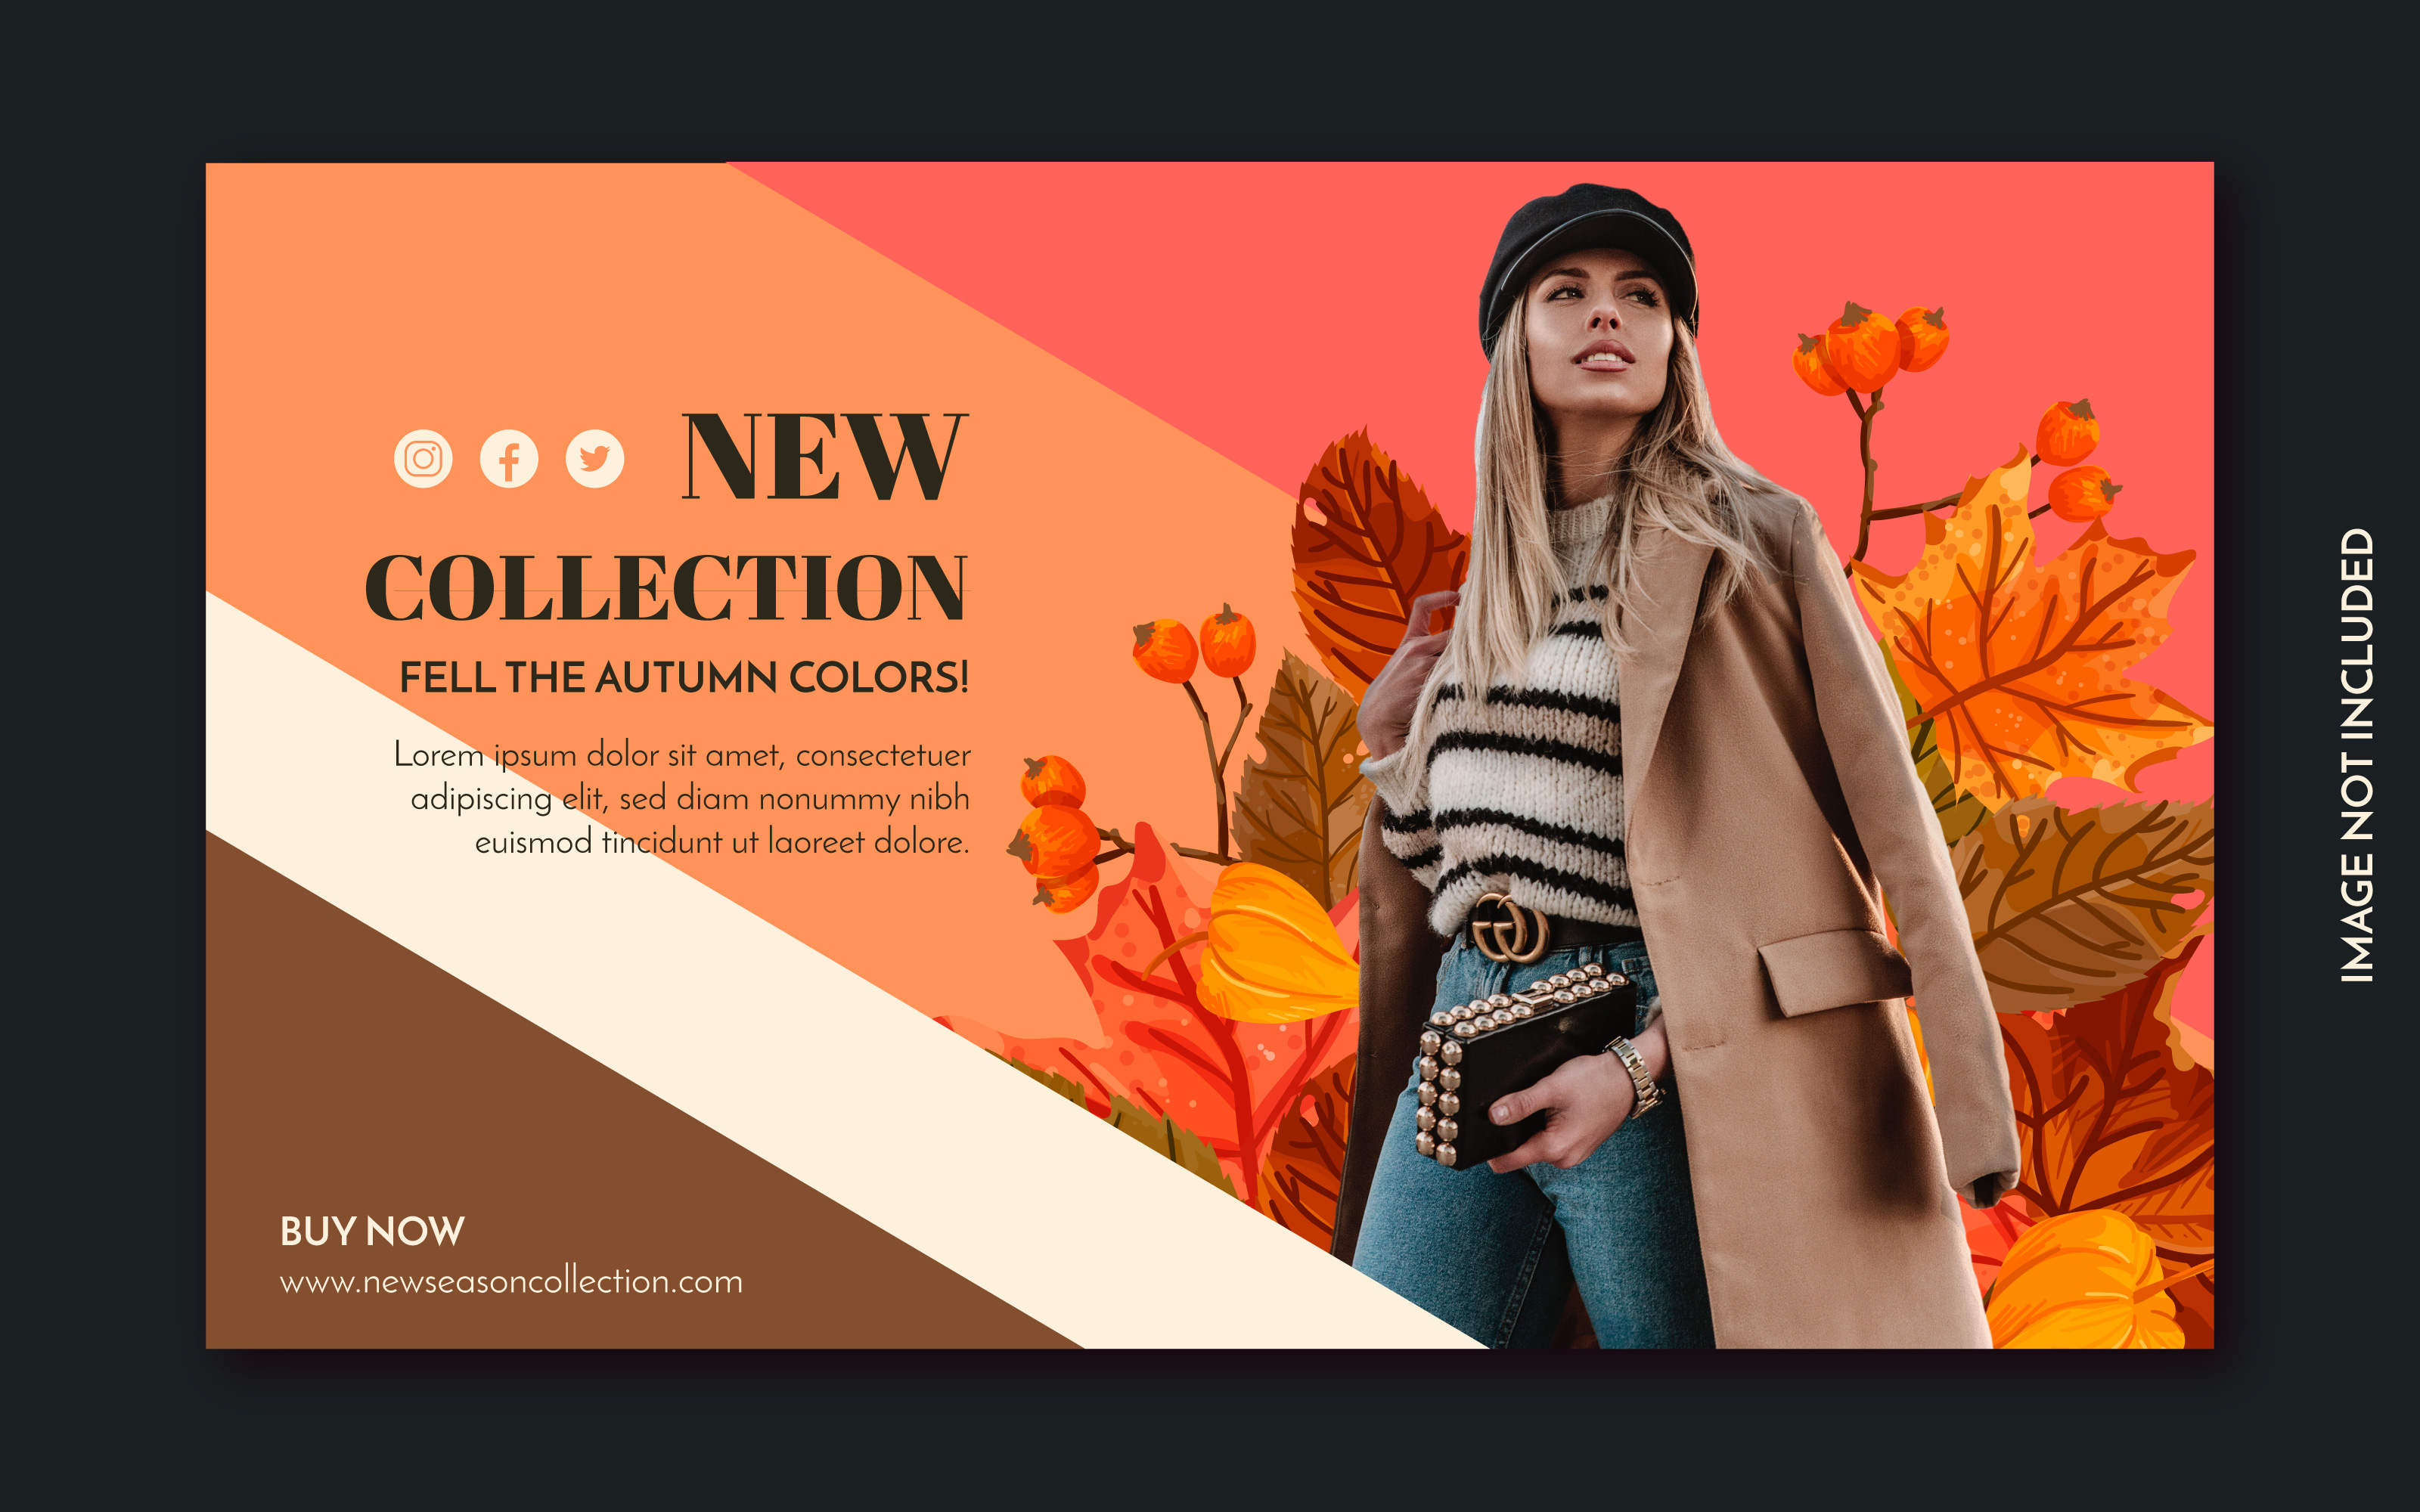 NEW
COLLECTION
FELL THE AUTUMN COLORS!
Lorem ipsum dolor sit amet, consectetuer
adipiscing elit, sed diam nonummy nibh
euismod tincidunt ut laoreet dolore.
BUY NOW
www.newseasoncollection.com
IMAGE NOT INCLUDED